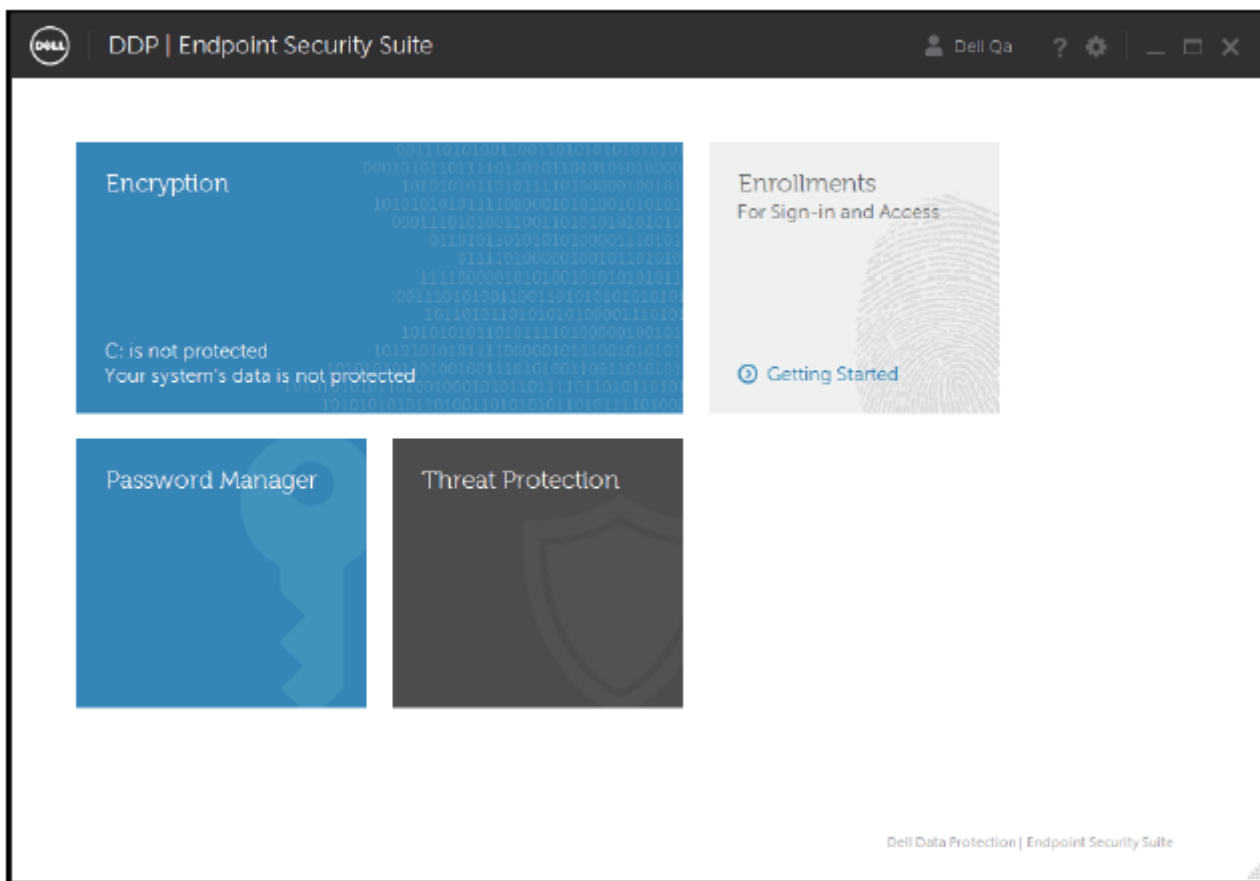 DELL
DDP | Endpoint Security Suite
Dell Qa
?
Encryption
C: is not protected
Your system's data is not protected
Enrollments
For Sign-in and Access
Getting Started
Password Manager
Threat Protection
Dell Data Protection | Endpoint Security Suite